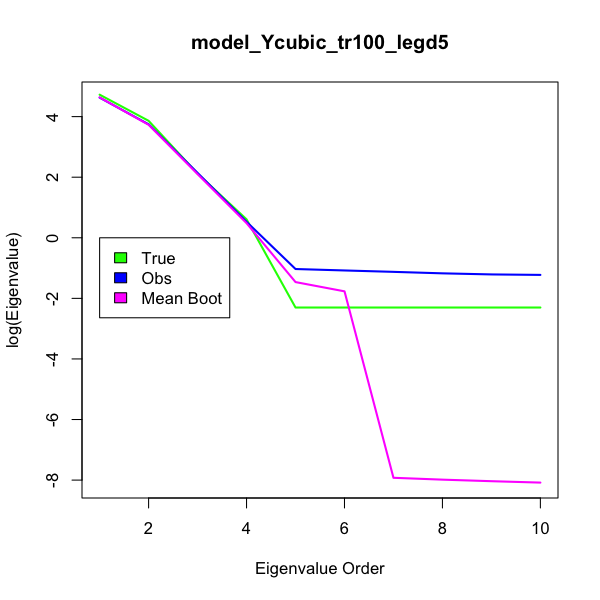 model_Ycubic_tr100_legd5
log(Eigenvalue)
4
2
0
-2
-4
-6
-8
True
Obs
Mean Boot
2 4 6 8 10
Eigenvalue Order